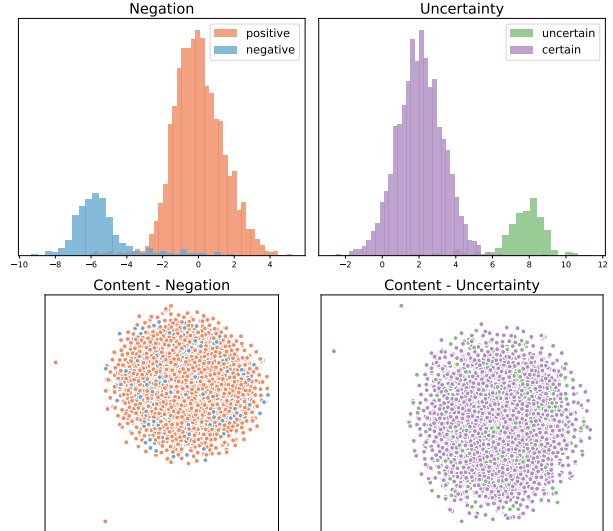 Negation
positive
negative
−10 −8 −6 −4 −2 0 2 4
Uncertainty
uncertain
certain
−2 0 2 4 6 8 10 12
Content - Negation
Content - Uncertainty